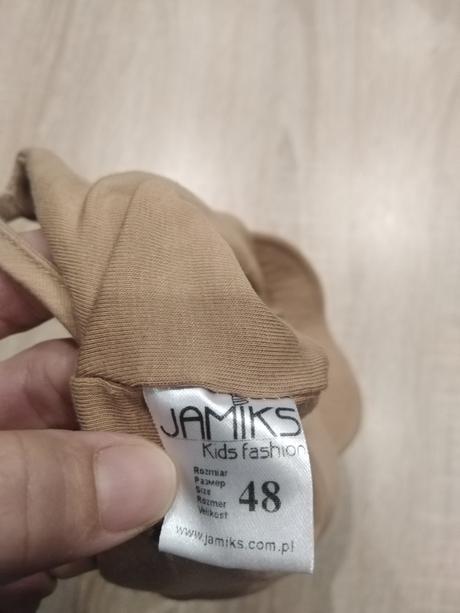 JAMIKS
Kids fashion
Rozmiar
Размер
Size
Rozmer
Velikost
48
www.jamiks.com.pl